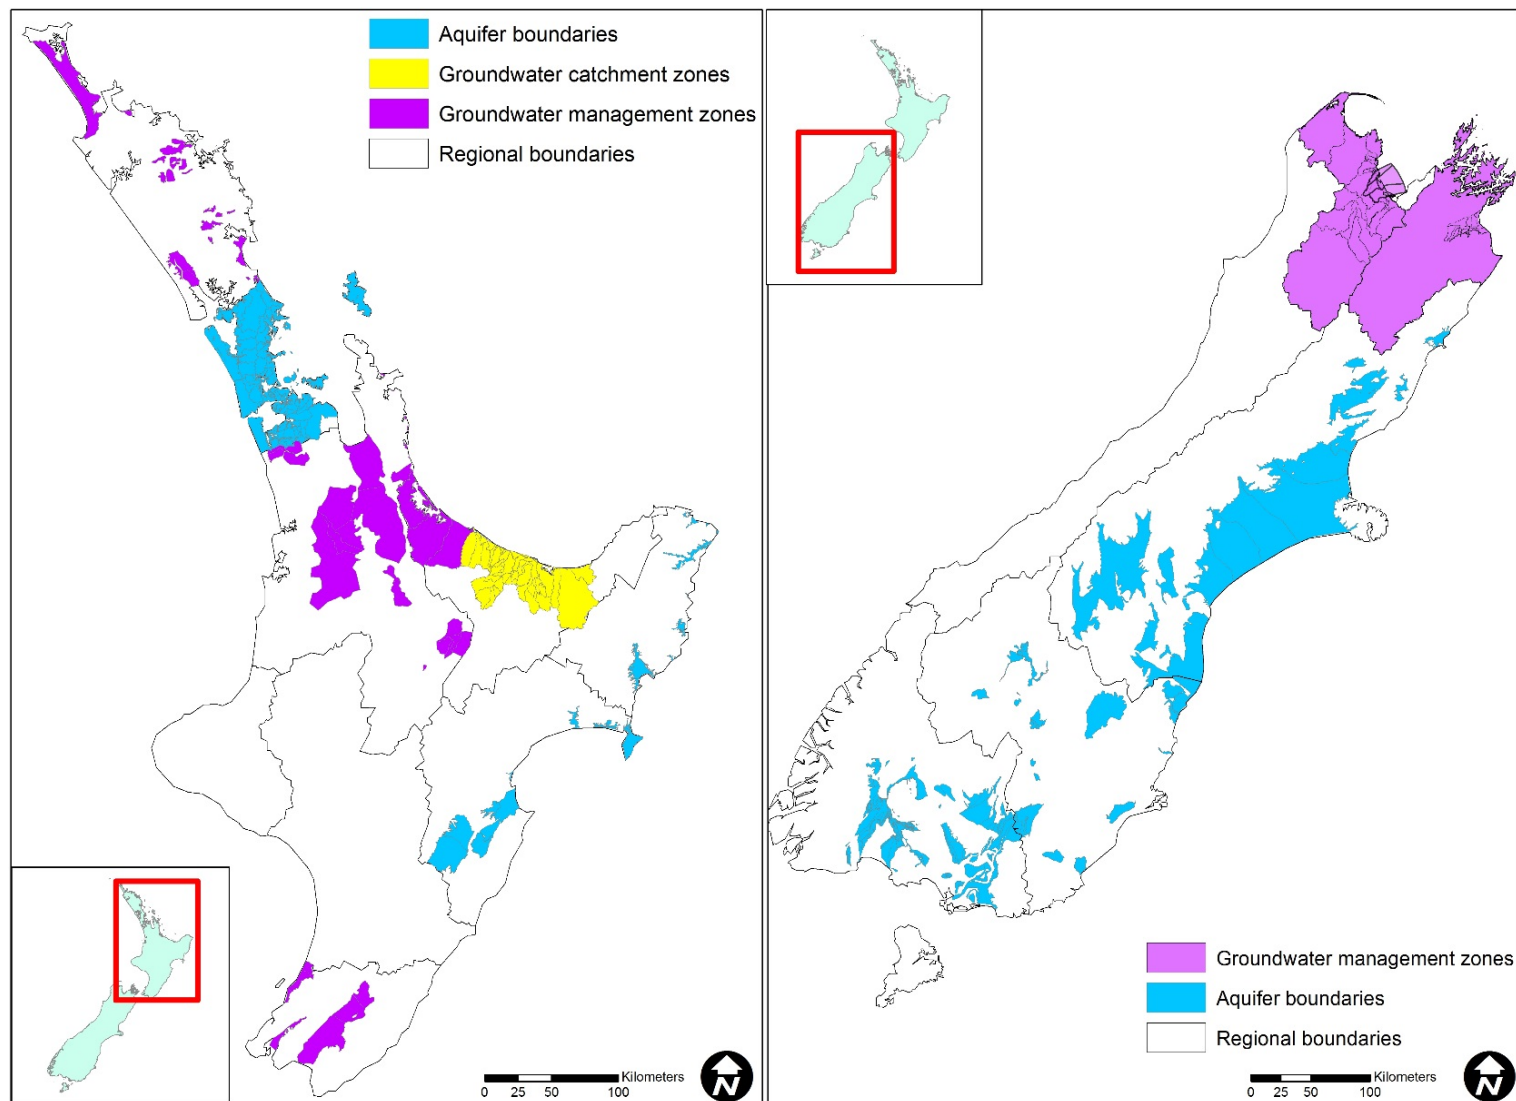 Aquifer boundaries
Groundwater catchment zones
Groundwater management zones
Regional boundaries
N
Kilometers
0 25 50 100
Groundwater management zones
Aquifer boundaries
Regional boundaries
N
Kilometers
0 25 50 100